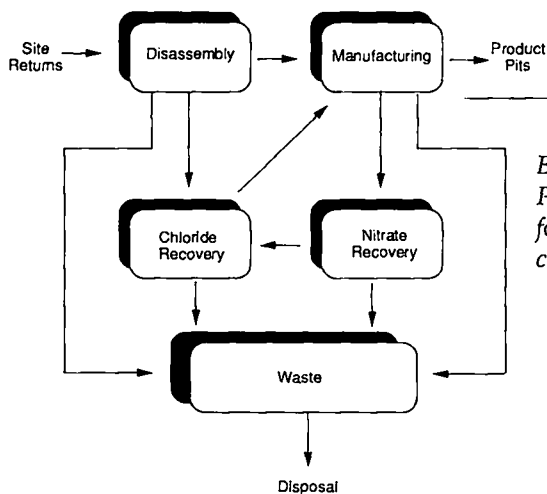 Site
Returns
Disassembly
Manufacturing
Product
Pits
Chloride
Recovery
Nitrate
Recovery
Waste
Disposal